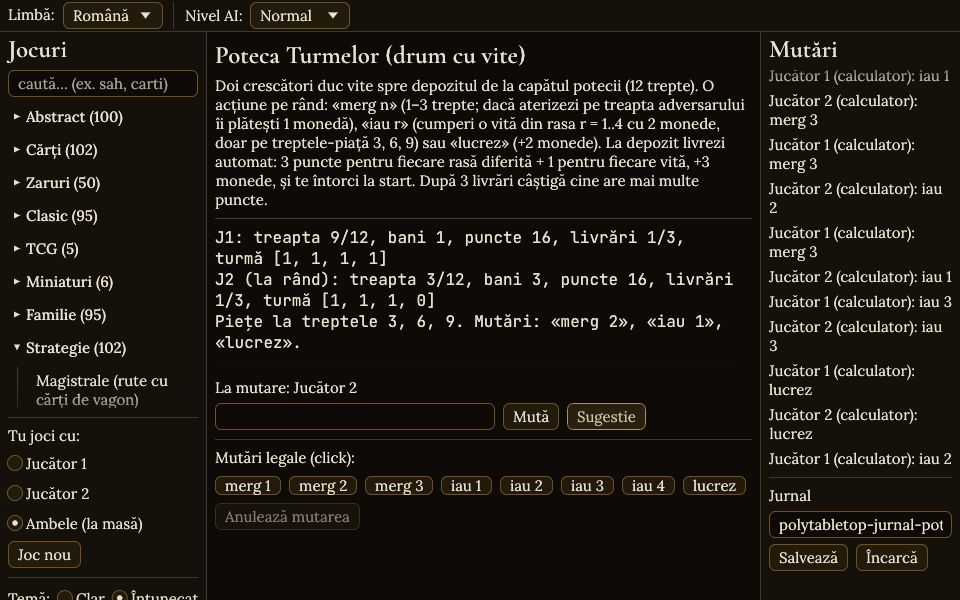 Limbă: Română ▼ Nivel AI: Normal ▼
Jocuri
caută... (ex. sah, carti)
▸ Abstract (100)
▸ Cărți (102)
▸ Zaruri (50)
▸ Clasic (95)
▸ TCG (5)
▸ Miniaturi (6)
▸ Familie (95)
▾ Strategie (102)
Magistrale (rute cu
cărți de vagon)
Tu joci cu:
Jucător 1
Jucător 2
Ambele (la masă)
Joc nou
Temă: Clar Întunecat
Poteca Turmelor (drum cu vite)
Doi crescători duc vite spre depozitul de la capătul potecii (12 trepte). O
acțiune pe rând: «merg n» (1–3 trepte; dacă aterizezi pe treapta adversarului
îi plătești 1 monedă), «iau r» (cumperi o vită din rasa r = 1..4 cu 2 monede,
doar pe treptele-piață 3, 6, 9) sau «lucrez» (+2 monede). La depozit livrezi
automat: 3 puncte pentru fiecare rasă diferită + 1 pentru fiecare vită, +3
monede, și te întorci la start. După 3 livrări câștigă cine are mai multe
puncte.
J1: treapta 9/12, bani 1, puncte 16, livrări 1/3,
turmă [1, 1, 1, 1]
J2 (la rând): treapta 3/12, bani 3, puncte 16, livrări
1/3, turmă [1, 1, 1, 0]
Piețe la treptele 3, 6, 9. Mutări: «merg 2», «iau 1»,
«lucrez».
La mutare: Jucător 2
Mută Sugestie
Mutări legale (click):
merg 1 merg 2 merg 3 iau 1 iau 2 iau 3 iau 4 lucrez
Anulează mutarea
Mutări
Jucător 1 (calculator): iau 1
Jucător 2 (calculator):
merg 3
Jucător 1 (calculator):
merg 3
Jucător 2 (calculator): iau
2
Jucător 1 (calculator):
merg 3
Jucător 2 (calculator): iau 1
Jucător 1 (calculator): iau 3
Jucător 2 (calculator): iau
3
Jucător 1 (calculator):
lucrez
Jucător 2 (calculator):
lucrez
Jucător 1 (calculator): iau 2
Jurnal
polytabletop-jurnal-pot
Salvează Încarcă